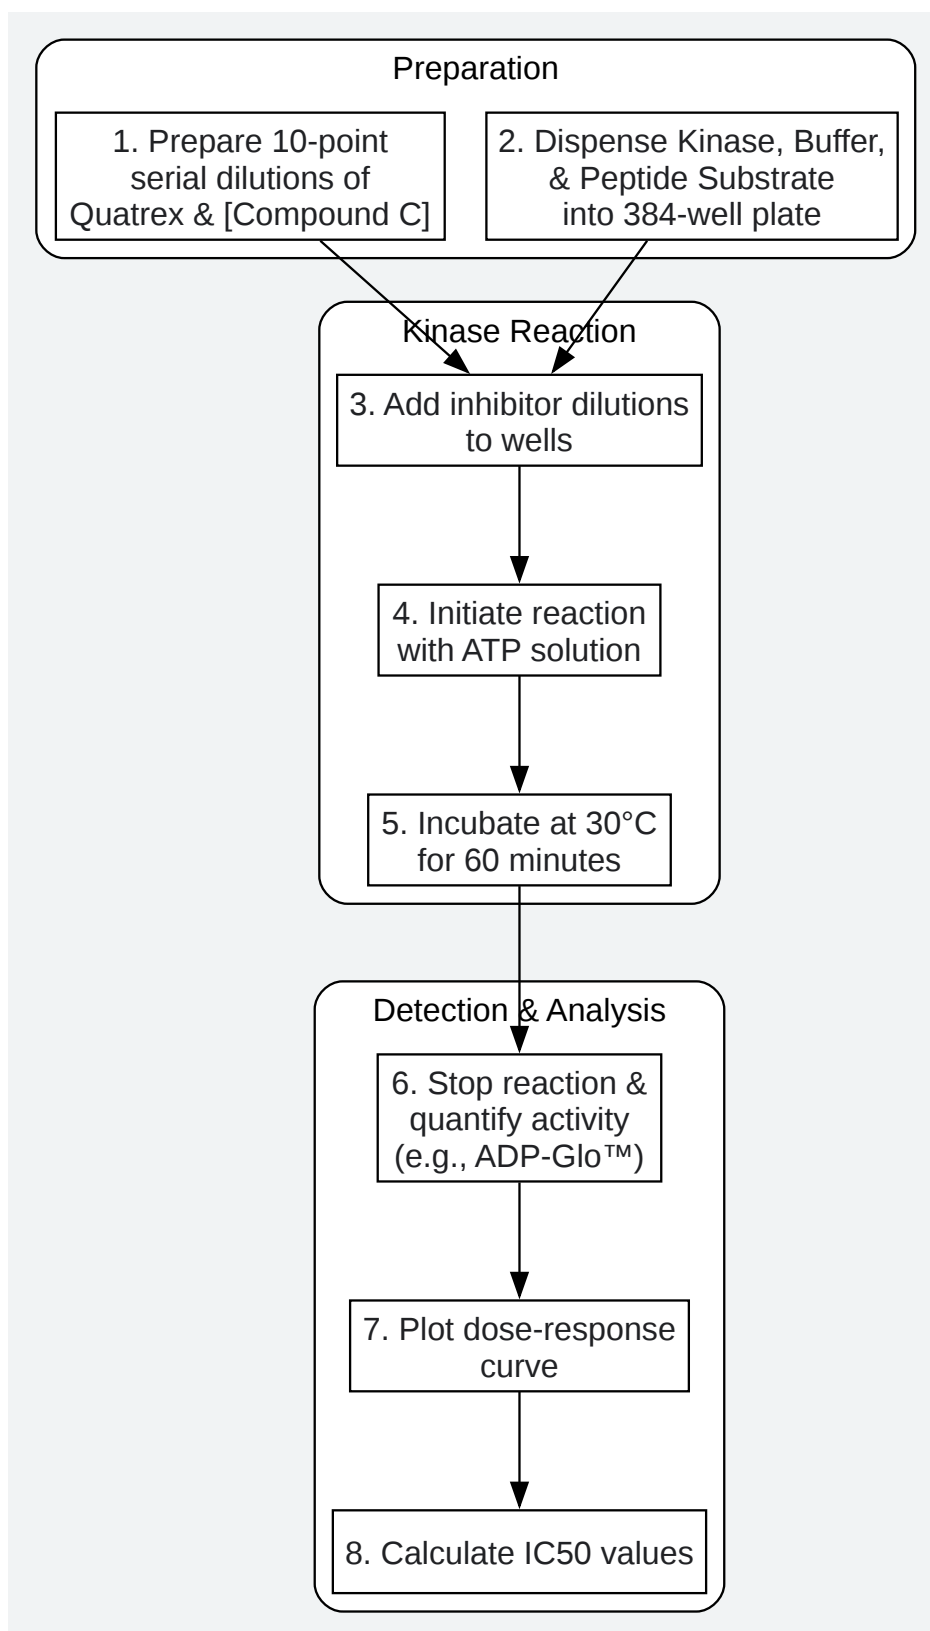 Preparation
1. Prepare 10-point
serial dilutions of
Quatrex & [Compound C]
2. Dispense Kinase, Buffer,
& Peptide Substrate
into 384-well plate
Kinase Reaction
3. Add inhibitor dilutions
to wells
4. Initiate reaction
with ATP solution
5. Incubate at 30°C
for 60 minutes
Detection & Analysis
6. Stop reaction &
quantify activity
(e.g., ADP-Glo™)
7. Plot dose-response
curve
8. Calculate IC50 values